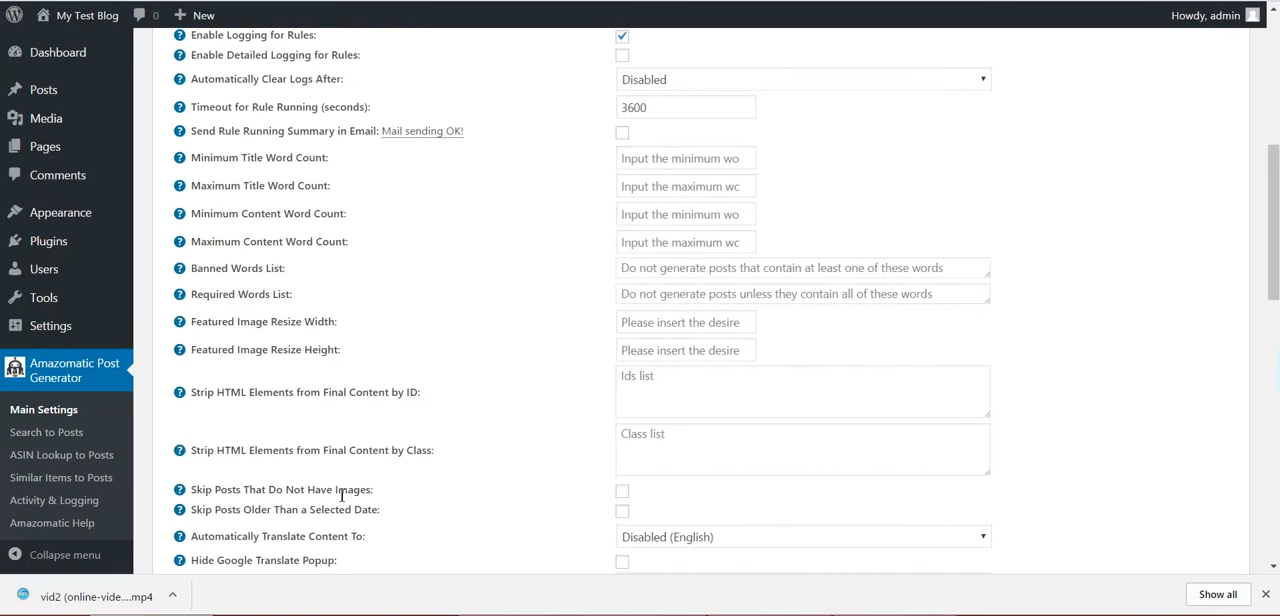 My Test Blog
0
New
Howdy, admin
Dashboard
Posts
Media
Pages
Comments
Appearance
Plugins
Users
Tools
Settings
Amazomatic Post
Generator
Main Settings
Search to Posts
ASIN Lookup to Posts
Similar Items to Posts
Activity & Logging
Amazomatic Help
Collapse menu
Enable Logging for Rules:
Enable Detailed Logging for Rules:
Automatically Clear Logs After:
Disabled
Timeout for Rule Running (seconds):
3600
Send Rule Running Summary in Email: Mail sending OK!
Minimum Title Word Count:
Input the minimum wo
Maximum Title Word Count:
Input the maximum wc
Minimum Content Word Count:
Input the minimum wo
Maximum Content Word Count:
Input the maximum wc
Banned Words List:
Do not generate posts that contain at least one of these words
Required Words List:
Do not generate posts unless they contain all of these words
Featured Image Resize Width:
Please insert the desire
Featured Image Resize Height:
Please insert the desire
Strip HTML Elements from Final Content by ID:
Ids list
Strip HTML Elements from Final Content by Class:
Class list
Skip Posts That Do Not Have Images:
Skip Posts Older Than a Selected Date:
Automatically Translate Content To:
Disabled (English)
Hide Google Translate Popup:
vid2 (online-vide....mp4
Show all